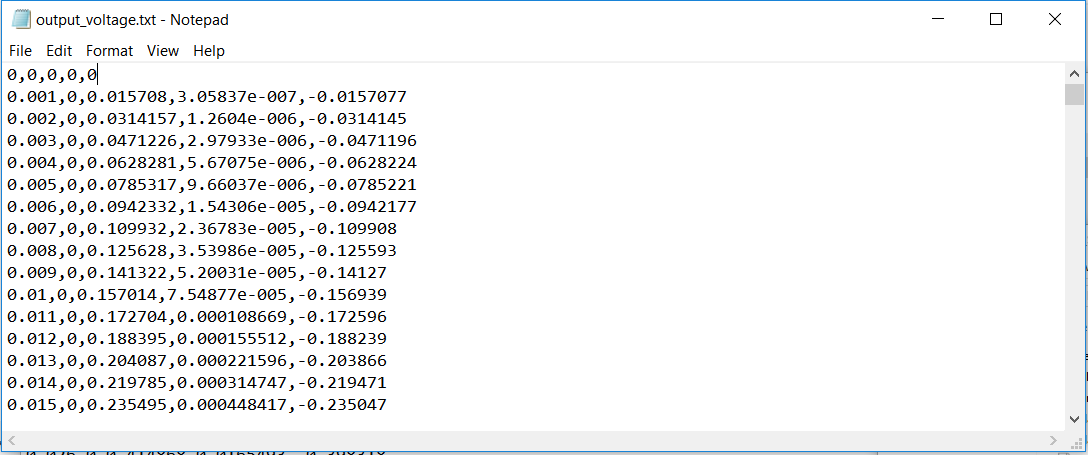 output_voltage.txt - Notepad
File Edit Format View Help
0,0,0,0,0
0.001,0,0.015708,3.05837e-007,-0.0157077
0.002,0,0.0314157,1.2604e-006,-0.0314145
0.003,0,0.0471226,2.97933e-006,-0.0471196
0.004,0,0.0628281,5.67075e-006,-0.0628224
0.005,0,0.0785317,9.66037e-006,-0.0785221
0.006,0,0.0942332,1.54306e-005,-0.0942177
0.007,0,0.109932,2.36783e-005,-0.109908
0.008,0,0.125628,3.53986e-005,-0.125593
0.009,0,0.141322,5.20031e-005,-0.14127
0.01,0,0.157014,7.54877e-005,-0.156939
0.011,0,0.172704,0.000108669,-0.172596
0.012,0,0.188395,0.000155512,-0.188239
0.013,0,0.204087,0.000221596,-0.203866
0.014,0,0.219785,0.000314747,-0.219471
0.015,0,0.235495,0.000448417,-0.235047